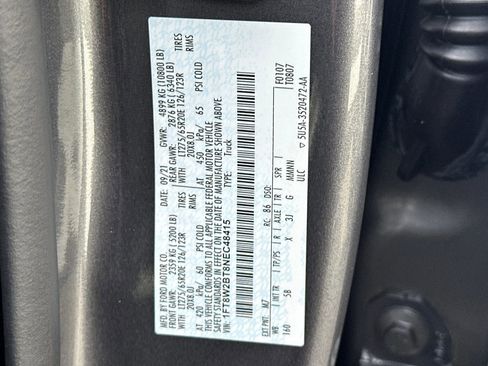 MFD. BY FORD MOTOR CO.
DATE: 09/21 GVWR: 4899 KG (10800 LB)
FRONT GAWR: 2359 KG (5200 LB) REAR GAWR: 2876 KG (6340 LB)
WITH LT275/65R20E 126/123R TIRES WITH LT275/65R20E 126/123R TIRES
20X8.0J RIMS 20X8.0J RIMS
AT 420 kPa/ 60 PSI COLD AT 450 kPa/ 65 PSI COLD
THIS VEHICLE CONFORMS TO ALL APPLICABLE FEDERAL MOTOR VEHICLE
SAFETY STANDARDS IN EFFECT ON THE DATE OF MANUFACTURE SHOWN ABOVE.
VIN: 1FT8W2BT8NEC48415 TYPE: Truck
F0107
T0807
EXT PNT: M7 RC: 86 DSO:
WB INT TR TP/PS R AXLE TR SPR
160 5B X 3J G MMNN
ULC
▽ 5U5A-3520472-AA